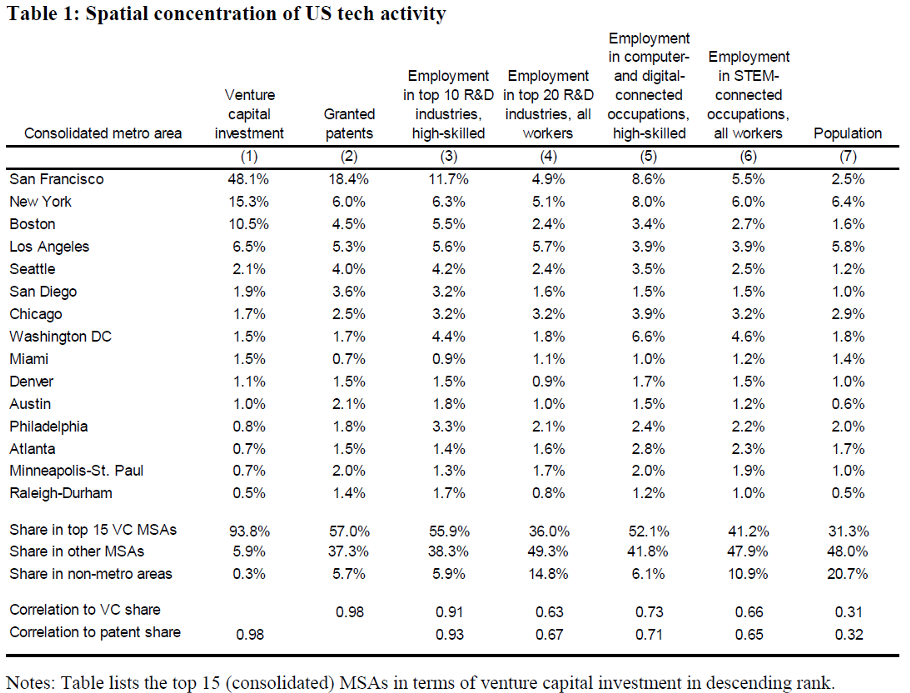 Table 1: Spatial concentration of US tech activity
Consolidated metro area Venture capital investment Granted patents Employment in top 10 R&D industries, high-skilled Employment in top 20 R&D industries, all workers Employment in computer- and digital-connected occupations, high-skilled Employment in STEM-connected occupations, all workers Population
(1) (2) (3) (4) (5) (6) (7)
San Francisco 48.1% 18.4% 11.7% 4.9% 8.6% 5.5% 2.5%
New York 15.3% 6.0% 6.3% 5.1% 8.0% 6.0% 6.4%
Boston 10.5% 4.5% 5.5% 2.4% 3.4% 2.7% 1.6%
Los Angeles 6.5% 5.3% 5.6% 5.7% 3.9% 3.9% 5.8%
Seattle 2.1% 4.0% 4.2% 2.4% 3.5% 2.5% 1.2%
San Diego 1.9% 3.6% 3.2% 1.6% 1.5% 1.5% 1.0%
Chicago 1.7% 2.5% 3.2% 3.2% 3.9% 3.2% 2.9%
Washington DC 1.5% 1.7% 4.4% 1.8% 6.6% 4.6% 1.8%
Miami 1.5% 0.7% 0.9% 1.1% 1.0% 1.2% 1.4%
Denver 1.1% 1.5% 1.5% 0.9% 1.7% 1.5% 1.0%
Austin 1.0% 2.1% 1.8% 1.0% 1.5% 1.2% 0.6%
Philadelphia 0.8% 1.8% 3.3% 2.1% 2.4% 2.2% 2.0%
Atlanta 0.7% 1.5% 1.4% 1.6% 2.8% 2.3% 1.7%
Minneapolis-St. Paul 0.7% 2.0% 1.3% 1.7% 2.0% 1.9% 1.0%
Raleigh-Durham 0.5% 1.4% 1.7% 0.8% 1.2% 1.0% 0.5%
Share in top 15 VC MSAs 93.8% 57.0% 55.9% 36.0% 52.1% 41.2% 31.3%
Share in other MSAs 5.9% 37.3% 38.3% 49.3% 41.8% 47.9% 48.0%
Share in non-metro areas 0.3% 5.7% 5.9% 14.8% 6.1% 10.9% 20.7%
Correlation to VC share 0.98 0.91 0.63 0.73 0.66 0.31
Correlation to patent share 0.98 0.93 0.67 0.71 0.65 0.32
Notes: Table lists the top 15 (consolidated) MSAs in terms of venture capital investment in descending rank.